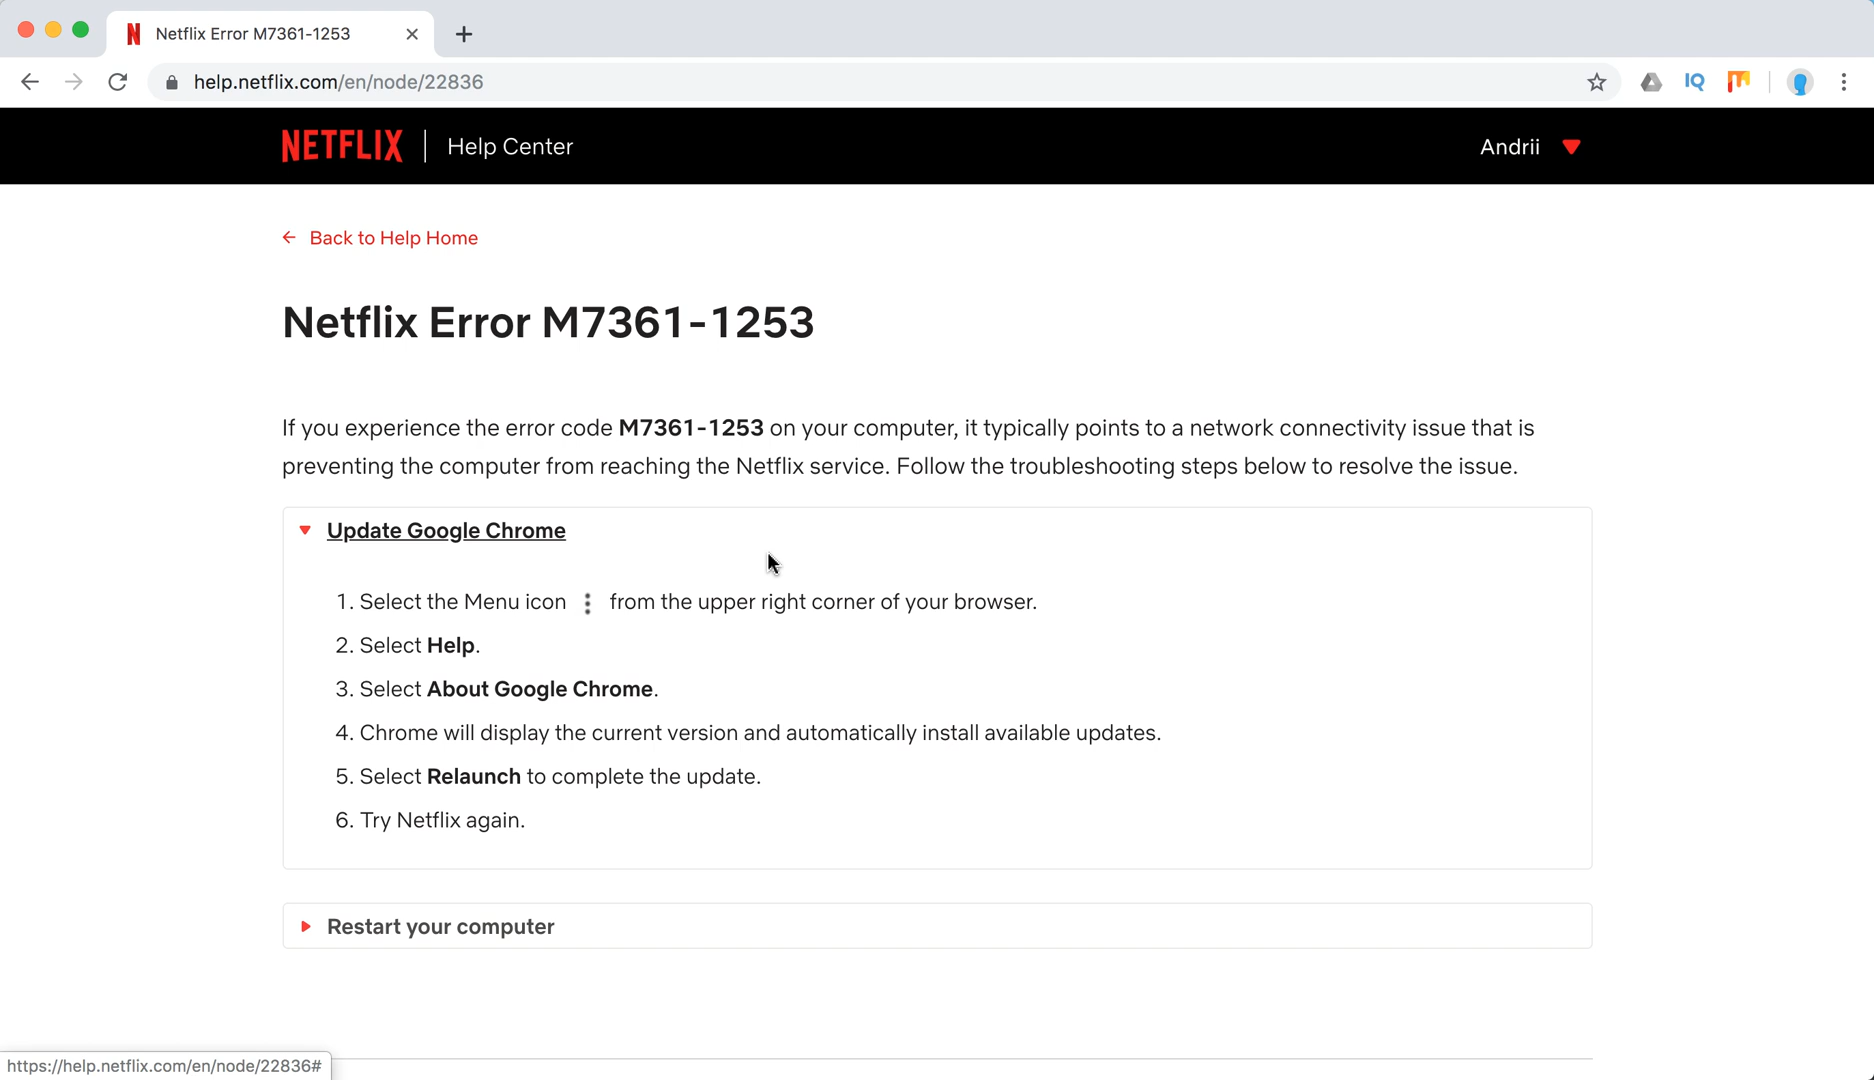 Netflix Error M7361-1253
help.netflix.com/en/node/22836
IQ
NETFLIX | Help Center
Andrii
← Back to Help Home
Netflix Error M7361-1253
If you experience the error code M7361-1253 on your computer, it typically points to a network connectivity issue that is
preventing the computer from reaching the Netflix service. Follow the troubleshooting steps below to resolve the issue.
Update Google Chrome
1. Select the Menu icon ⋮ from the upper right corner of your browser.
2. Select Help.
3. Select About Google Chrome.
4. Chrome will display the current version and automatically install available updates.
5. Select Relaunch to complete the update.
6. Try Netflix again.
Restart your computer
https://help.netflix.com/en/node/22836#